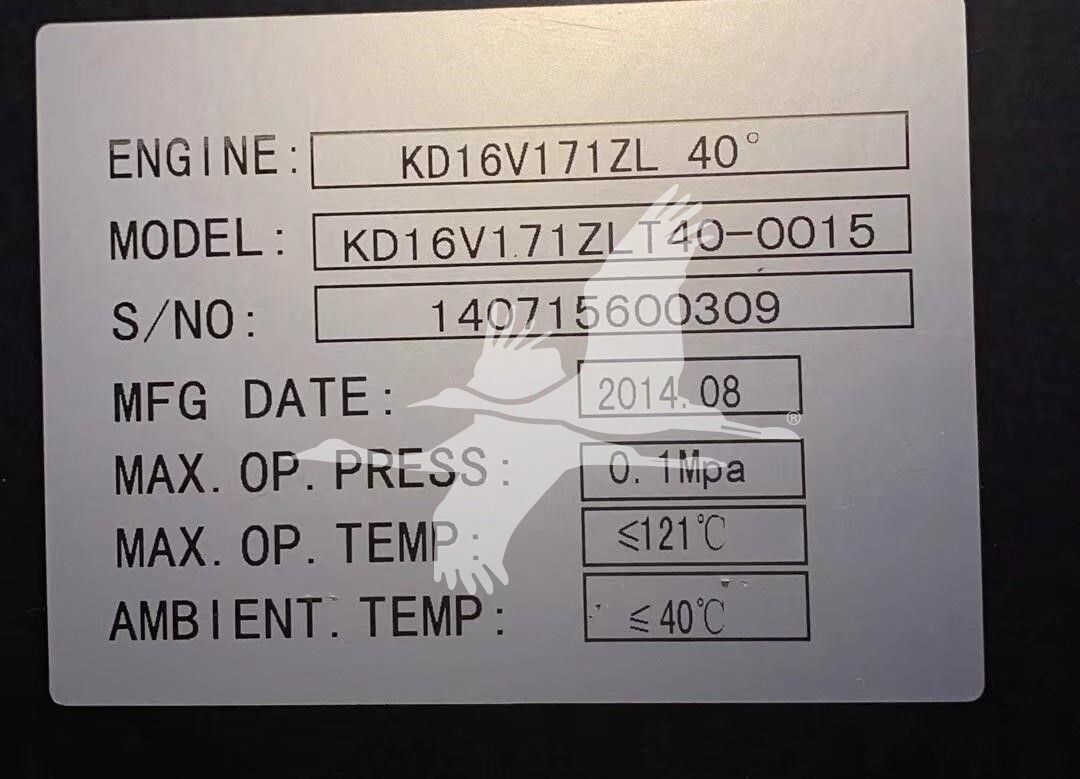 ENGINE: KD16V171ZL 40°
MODEL: KD16V171ZLT40-0015
S/NO: 140715600309
MFG DATE: 2014.08
MAX. OP. PRESS: 0.1Mpa
MAX. OP. TEMP: ≤121℃
AMBIENT. TEMP: ≤40℃
®